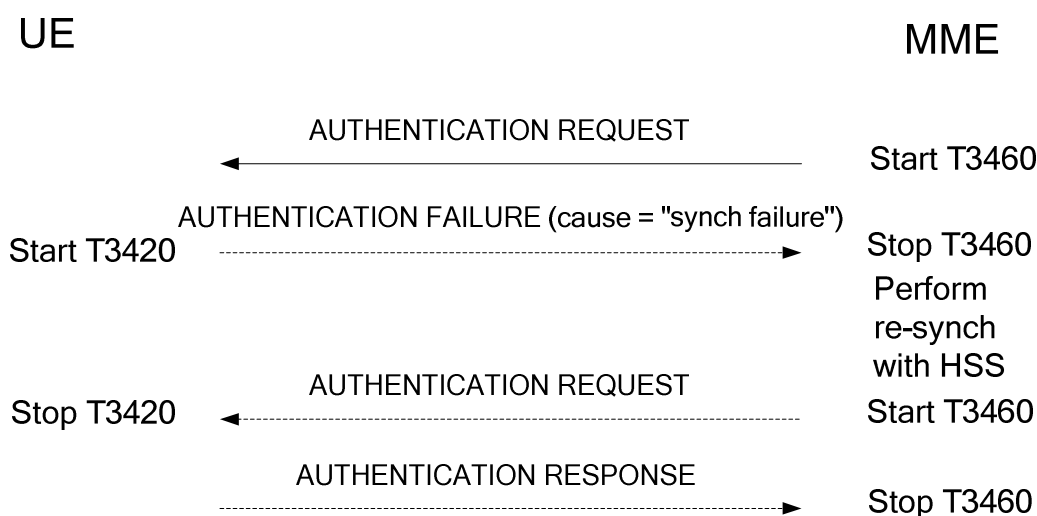 UE
MME
AUTHENTICATION REQUEST
Start T3460
AUTHENTICATION FAILURE (cause = "synch failure")
Start T3420
Stop T3460
Perform
re-synch
with HSS
AUTHENTICATION REQUEST
Stop T3420
Start T3460
AUTHENTICATION RESPONSE
Stop T3460